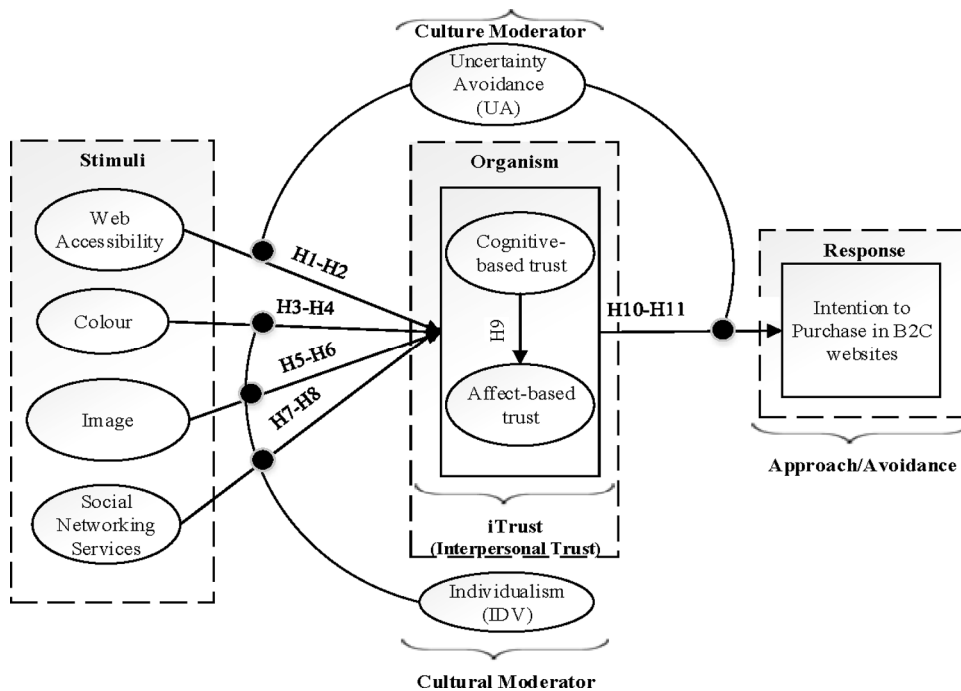 Culture Moderator
Uncertainty
Avoidance
(UA)
Stimuli
Web
Accessibility
Colour
Image
Social
Networking
Services
H1-H2
H3-H4
H5-H6
H7-H8
Organism
Cognitive-
based trust
H9
Affect-based
trust
iTrust
(Interpersonal Trust)
H10-H11
Response
Intention to
Purchase in B2C
websites
Approach/Avoidance
Individualism
(IDV)
Cultural Moderator